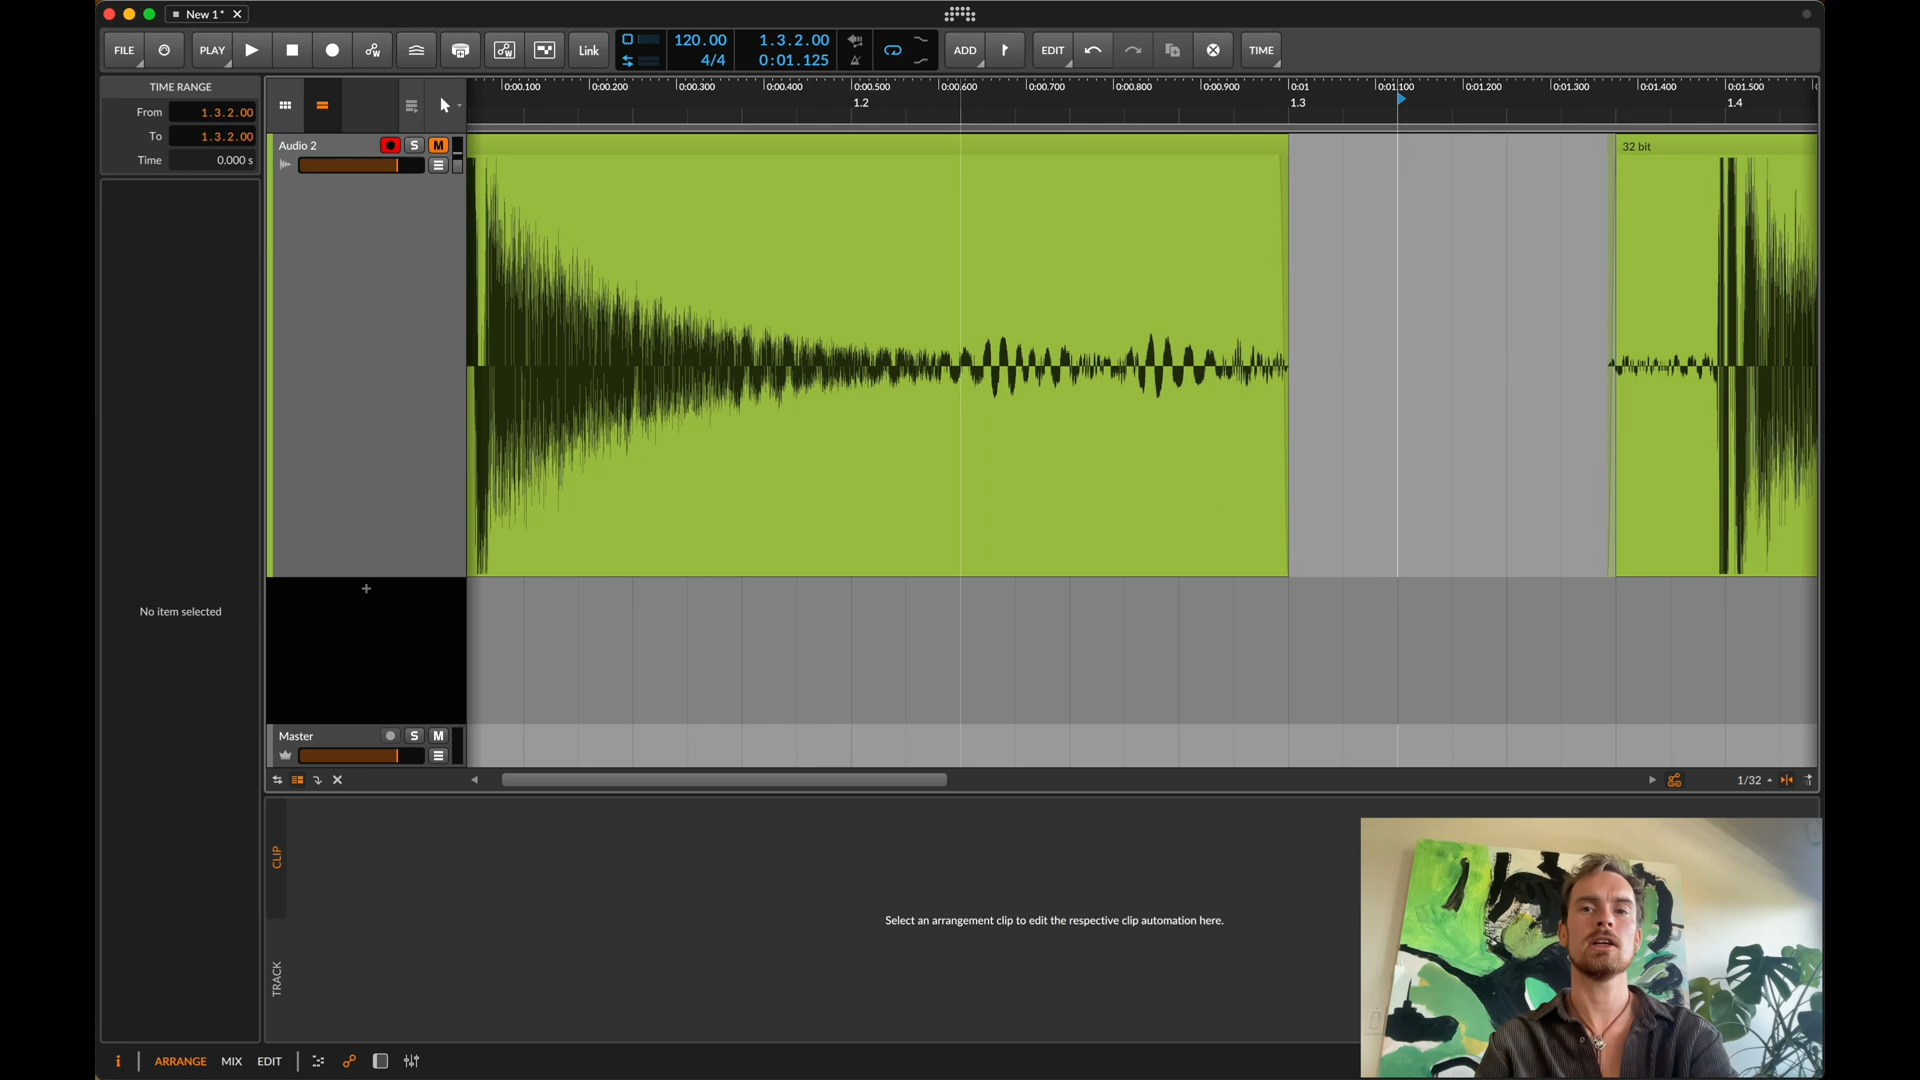 New 1*
FILE
PLAY
Link
120.00
4/4
1.3.2.00
0:01.125
ADD
EDIT
TIME
TIME RANGE
From 1.3.2.00
To 1.3.2.00
Time 0.000 s
No item selected
0:00.100 0:00.200 0:00.300 0:00.400 0:00.500 0:00.600 0:00.700 0:00.800 0:00.900 0:01 0:01.100 0:01.200 0:01.300 0:01.400 0:01.500
1.2 1.3 1.4
Audio 2 S M
32 bit
+
Master S M
1/32
CLIP
TRACK
Select an arrangement clip to edit the respective clip automation here.
i ARRANGE MIX EDIT